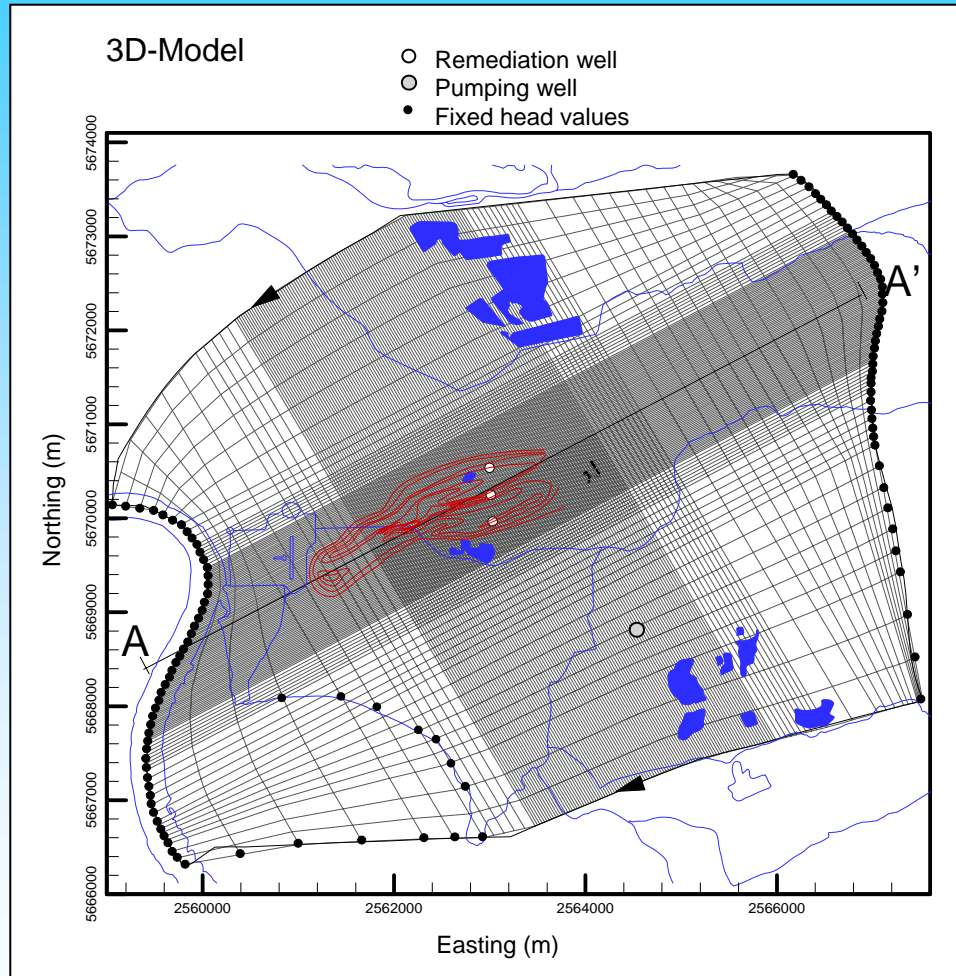 3D-Model
Remediation well
Pumping well
Fixed head values
5674000
5673000
5672000
5671000
5670000
5669000
5668000
5667000
5666000
Northing (m)
A'
A
2560000
2562000
2564000
2566000
Easting (m)